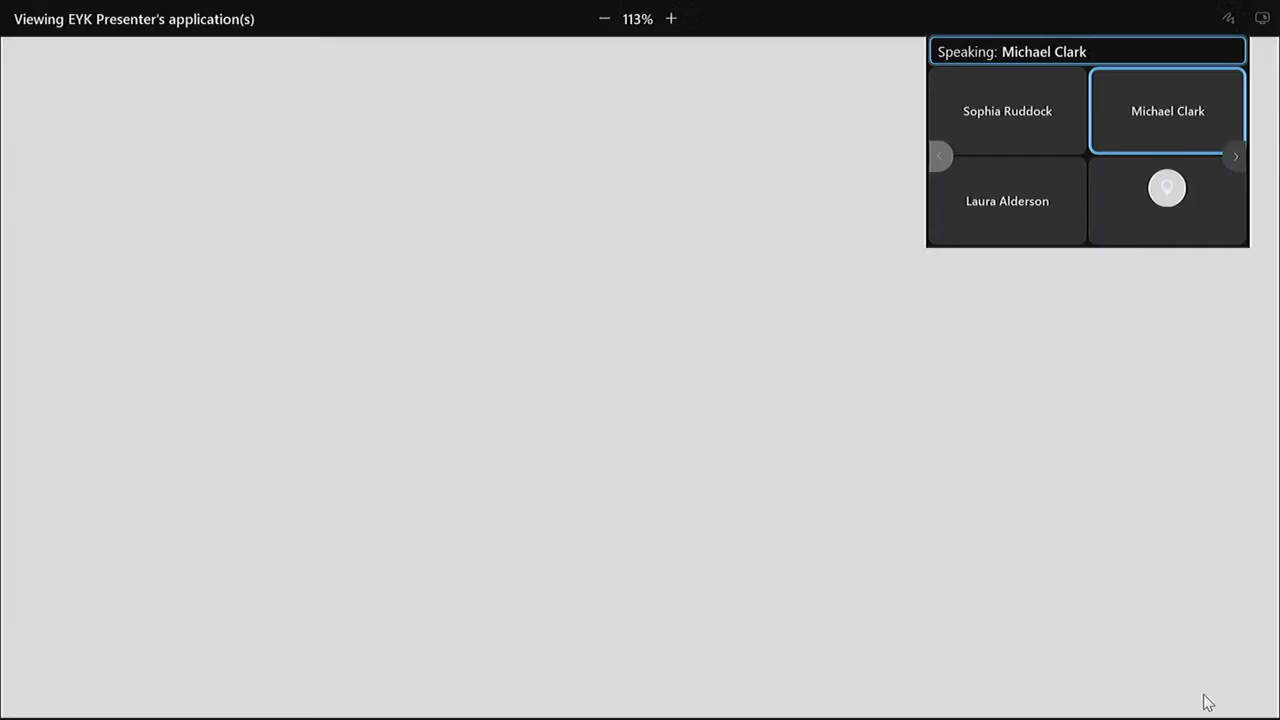 Viewing EYK Presenter's application(s)
113%
Speaking: Michael Clark
Sophia Ruddock
Michael Clark
Laura Alderson